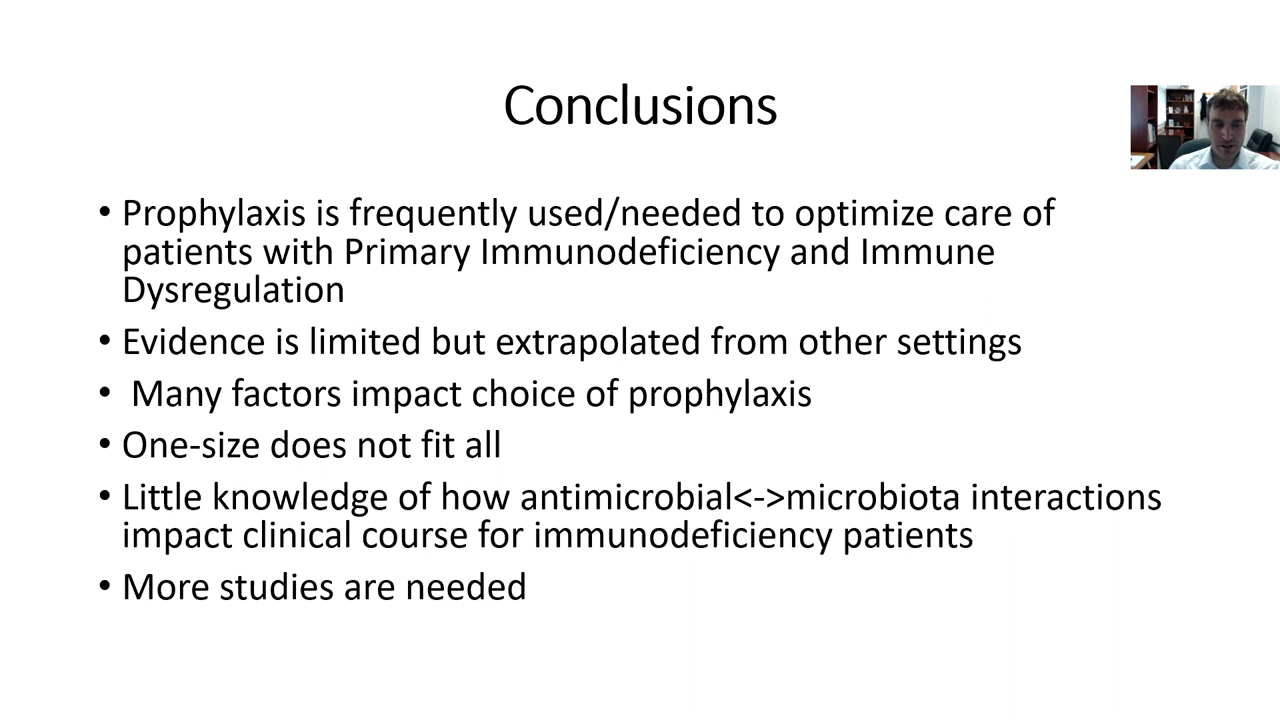 Conclusions
• Prophylaxis is frequently used/needed to optimize care of
patients with Primary Immunodeficiency and Immune
Dysregulation
• Evidence is limited but extrapolated from other settings
• Many factors impact choice of prophylaxis
• One-size does not fit all
• Little knowledge of how antimicrobial<->microbiota interactions
impact clinical course for immunodeficiency patients
• More studies are needed